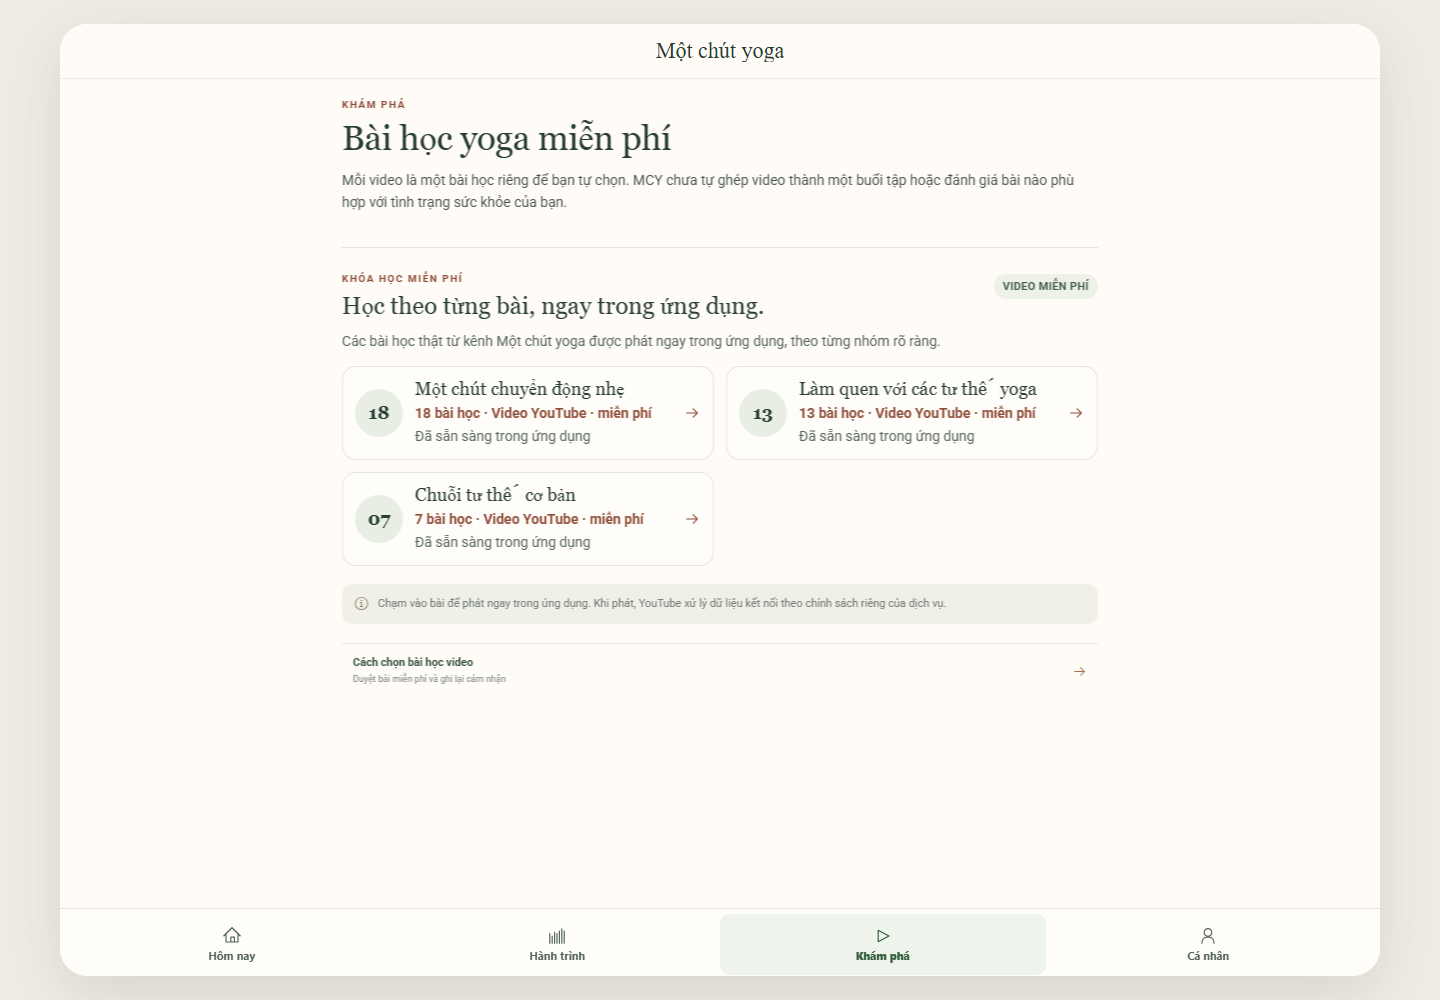 Một chút yoga
KHÁM PHÁ
Bài học yoga miễn phí
Mỗi video là một bài học riêng để bạn tự chọn. MCY chưa tự ghép video thành một buổi tập hoặc đánh giá bài nào phù
hợp với tình trạng sức khỏe của bạn.
KHÓA HỌC MIỄN PHÍ
VIDEO MIỄN PHÍ
Học theo từng bài, ngay trong ứng dụng.
Các bài học thật từ kênh Một chút yoga được phát ngay trong ứng dụng, theo từng nhóm rõ ràng.
18
Một chút chuyển động nhẹ
18 bài học · Video YouTube · miễn phí
Đã sẵn sàng trong ứng dụng
13
Làm quen với các tư thế yoga
13 bài học · Video YouTube · miễn phí
Đã sẵn sàng trong ứng dụng
07
Chuỗi tư thế cơ bản
7 bài học · Video YouTube · miễn phí
Đã sẵn sàng trong ứng dụng
Chạm vào bài để phát ngay trong ứng dụng. Khi phát, YouTube xử lý dữ liệu kết nối theo chính sách riêng của dịch vụ.
Cách chọn bài học video
Duyệt bài miễn phí và ghi lại cảm nhận
Hôm nay
Hành trình
Khám phá
Cá nhân